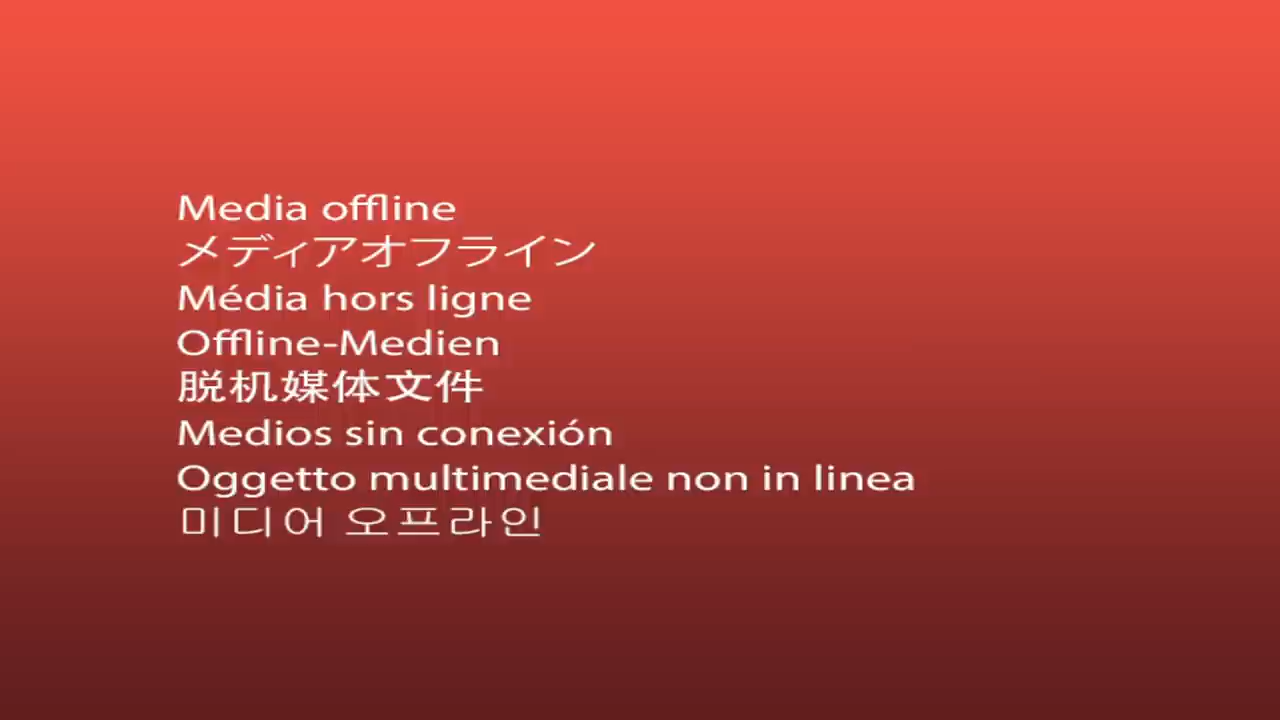 Media offline
メディアオフライン
Média hors ligne
Offline-Medien
脱机媒体文件
Medios sin conexión
Oggetto multimediale non in linea
미디어 오프라인